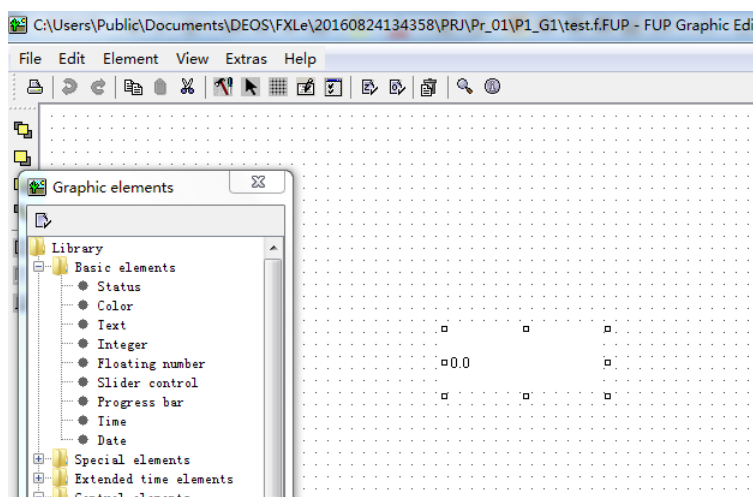 C:\Users\Public\Documents\DEOS\FXLe\20160824134358\PRJ\Pr_01\P1_G1\test.f.FUP - FUP Graphic Edi
File Edit Element View Extras Help
Graphic elements
Library
Basic elements
Status
Color
Text
Integer
Floating number
Slider control
Progress bar
Time
Date
Special elements
Extended time elements
Control elements
0.0